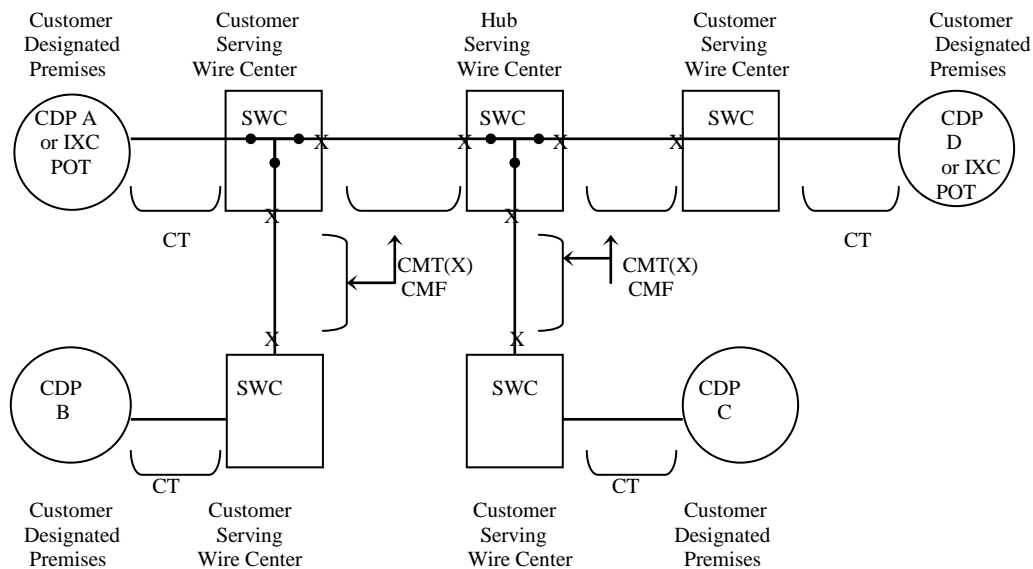 Customer
Designated
Premises
Customer
Serving
Wire Center
Hub
Serving
Wire Center
Customer
Serving
Wire Center
Customer
Designated
Premises
CDP A
or IXC
POT
SWC
SWC
SWC
CDP
D
or IXC
POT
X
X
X
X
X
X
CT
CT
CMT(X)
CMF
CMT(X)
CMF
X
X
CDP
B
SWC
SWC
CDP
C
CT
CT
Customer
Designated
Premises
Customer
Serving
Wire Center
Customer
Serving
Wire Center
Customer
Designated
Premises